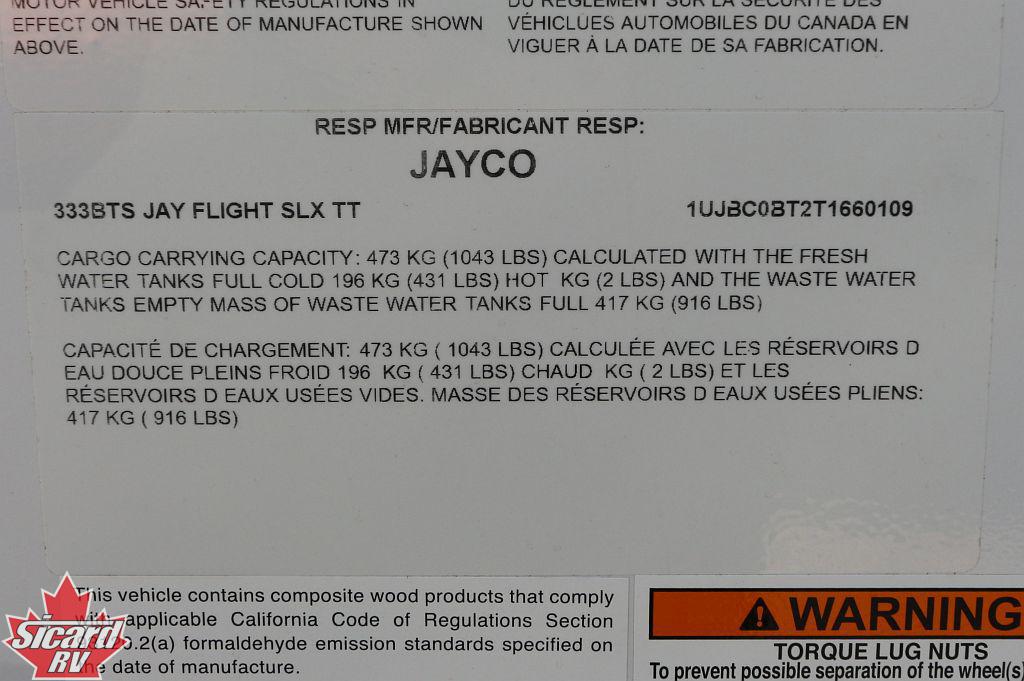 MOTOR VEHICLE SAFETY REGULATIONS IN
EFFECT ON THE DATE OF MANUFACTURE SHOWN
ABOVE.
DU RÈGLEMENT SUR LA SÉCURITÉ DES
VÉHICLUES AUTOMOBILES DU CANADA EN
VIGUER À LA DATE DE SA FABRICATION.
RESP MFR/FABRICANT RESP:
JAYCO
333BTS JAY FLIGHT SLX TT
1UJBC0BT2T1660109
CARGO CARRYING CAPACITY: 473 KG (1043 LBS) CALCULATED WITH THE FRESH
WATER TANKS FULL COLD 196 KG (431 LBS) HOT KG (2 LBS) AND THE WASTE WATER
TANKS EMPTY MASS OF WASTE WATER TANKS FULL 417 KG (916 LBS)
CAPACITÉ DE CHARGEMENT: 473 KG ( 1043 LBS) CALCULÉE AVEC LES RÉSERVOIRS D
EAU DOUCE PLEINS FROID 196 KG ( 431 LBS) CHAUD KG ( 2 LBS) ET LES
RÉSERVOIRS D EAUX USÉES VIDES. MASSE DES RÉSERVOIRS D EAUX USÉES PLIENS:
417 KG ( 916 LBS)
This vehicle contains composite wood products that comply
with applicable California Code of Regulations Section
0.2(a) formaldehyde emission standards specified on
the date of manufacture.
Sicard
RV
WARNING
TORQUE LUG NUTS
To prevent possible separation of the wheel(s)